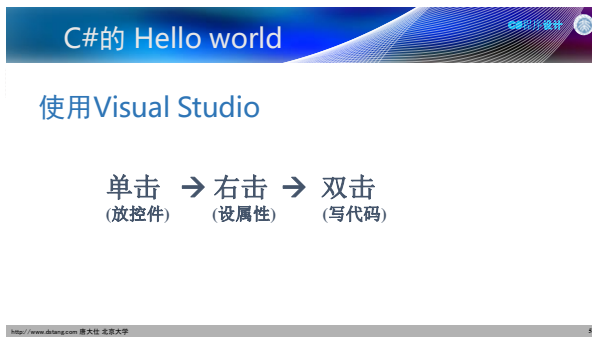 C#的 Hello world
C#程序设计
使用Visual Studio
单击 → 右击 → 双击
(放控件) (设属性) (写代码)
http://www.dstang.com 唐大仕 北京大学